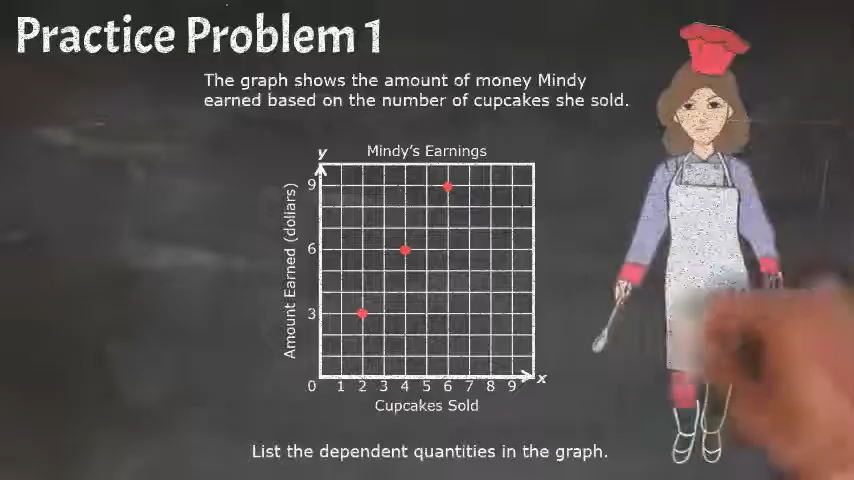 Practice Problem 1
The graph shows the amount of money Mindy
earned based on the number of cupcakes she sold.
Mindy's Earnings
y
Amount Earned (dollars)
9
6
3
0 1 2 3 4 5 6 7 8 9 x
Cupcakes Sold
List the dependent quantities in the graph.